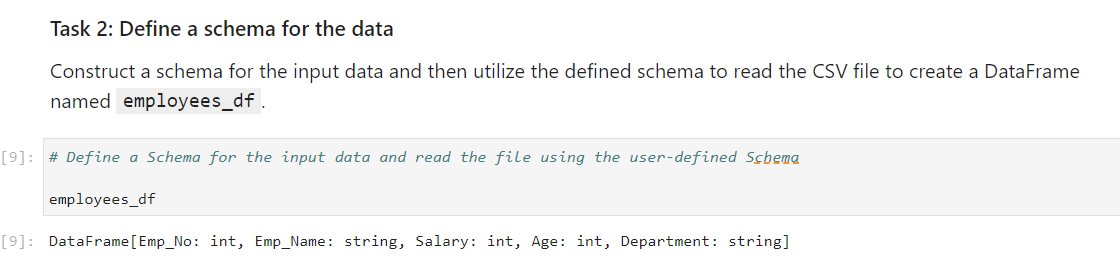 Task 2: Define a schema for the data
Construct a schema for the input data and then utilize the defined schema to read the CSV file to create a DataFrame
named employees_df.
[9]: # Define a Schema for the input data and read the file using the user-defined Schema
employees_df
[9]: DataFrame[Emp_No: int, Emp_Name: string, Salary: int, Age: int, Department: string]